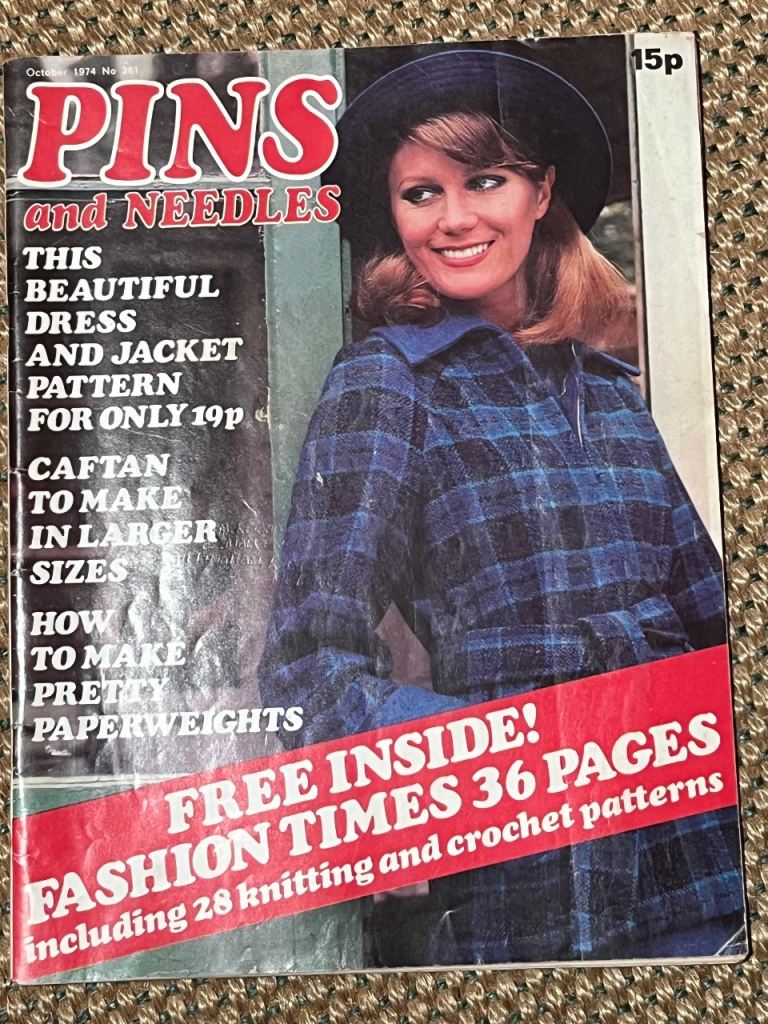 October 1974 No 261
15p
PINS
and NEEDLES
THIS
BEAUTIFUL
DRESS
AND JACKET
PATTERN
FOR ONLY 19p
CAFTAN
TO MAKE
IN LARGER
SIZES
HOW
TO MAKE
PRETTY
PAPERWEIGHTS
FREE INSIDE!
FASHION TIMES 36 PAGES
including 28 knitting and crochet patterns